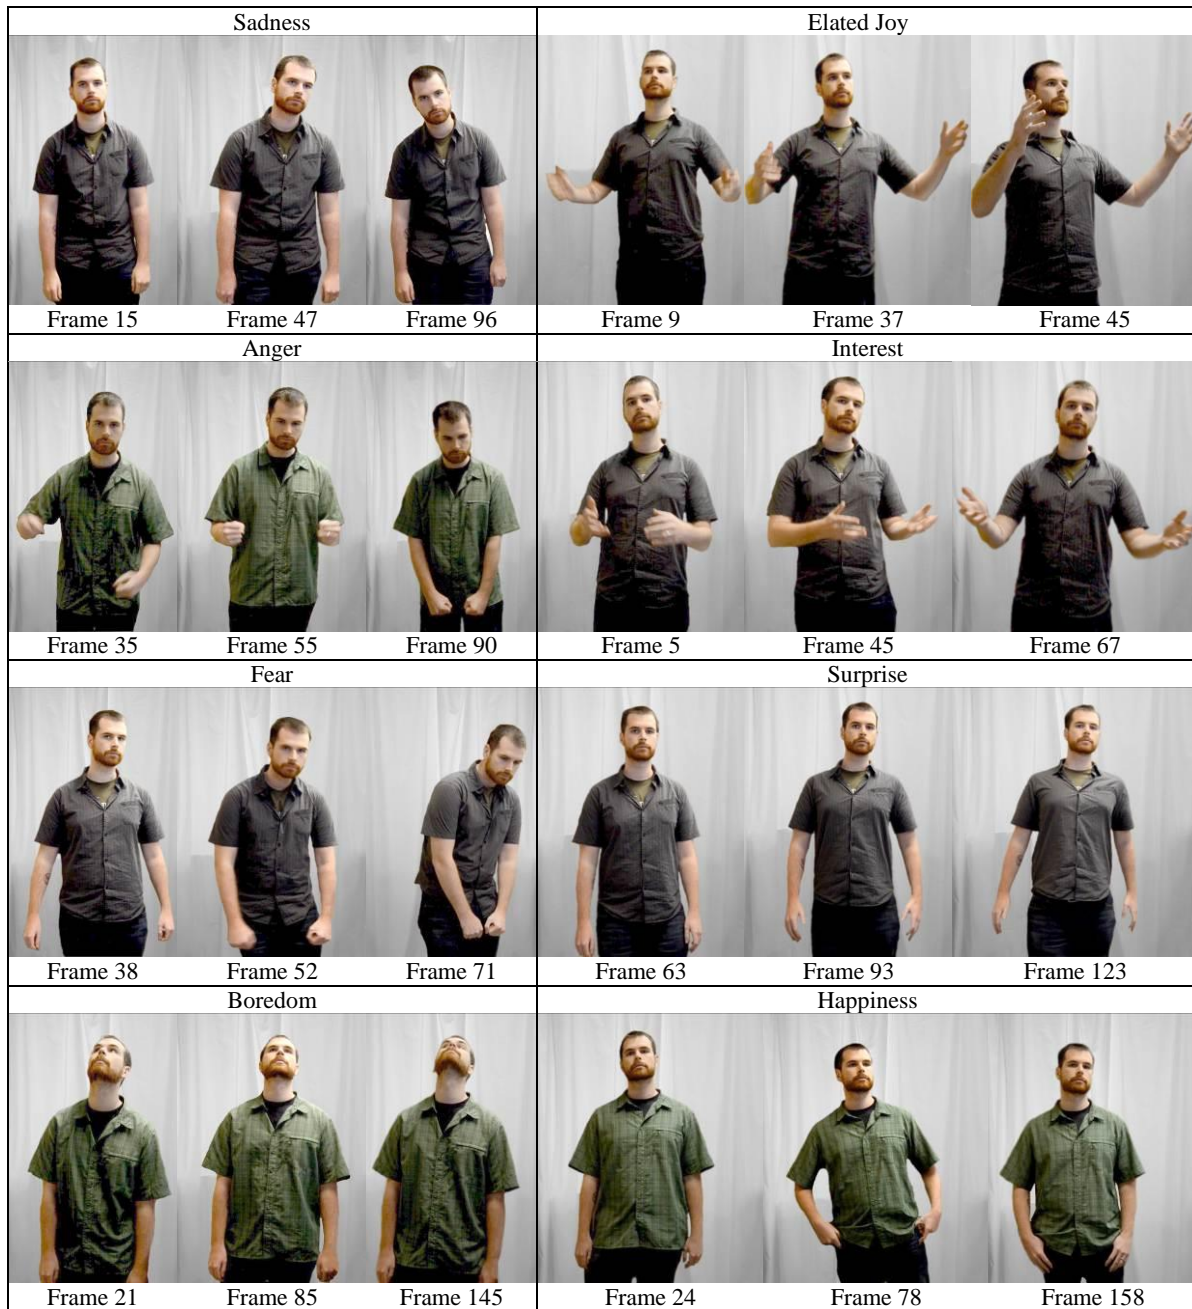 Sadness
Elated Joy
Frame 15
Frame 47
Frame 96
Frame 9
Frame 37
Frame 45
Anger
Interest
Frame 35
Frame 55
Frame 90
Frame 5
Frame 45
Frame 67
Fear
Surprise
Frame 38
Frame 52
Frame 71
Frame 63
Frame 93
Frame 123
Boredom
Happiness
Frame 21
Frame 85
Frame 145
Frame 24
Frame 78
Frame 158